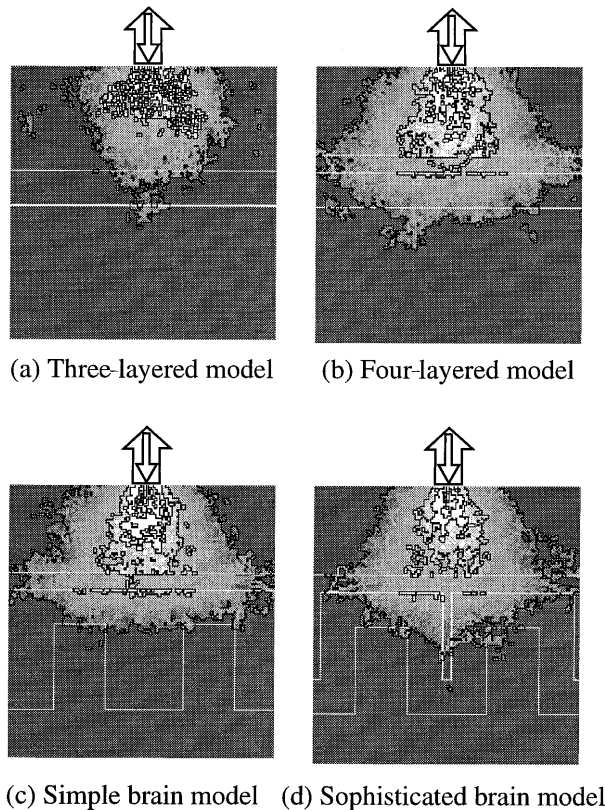 (a) Three-layered model
(b) Four-layered model
(c) Simple brain model
(d) Sophisticated brain model